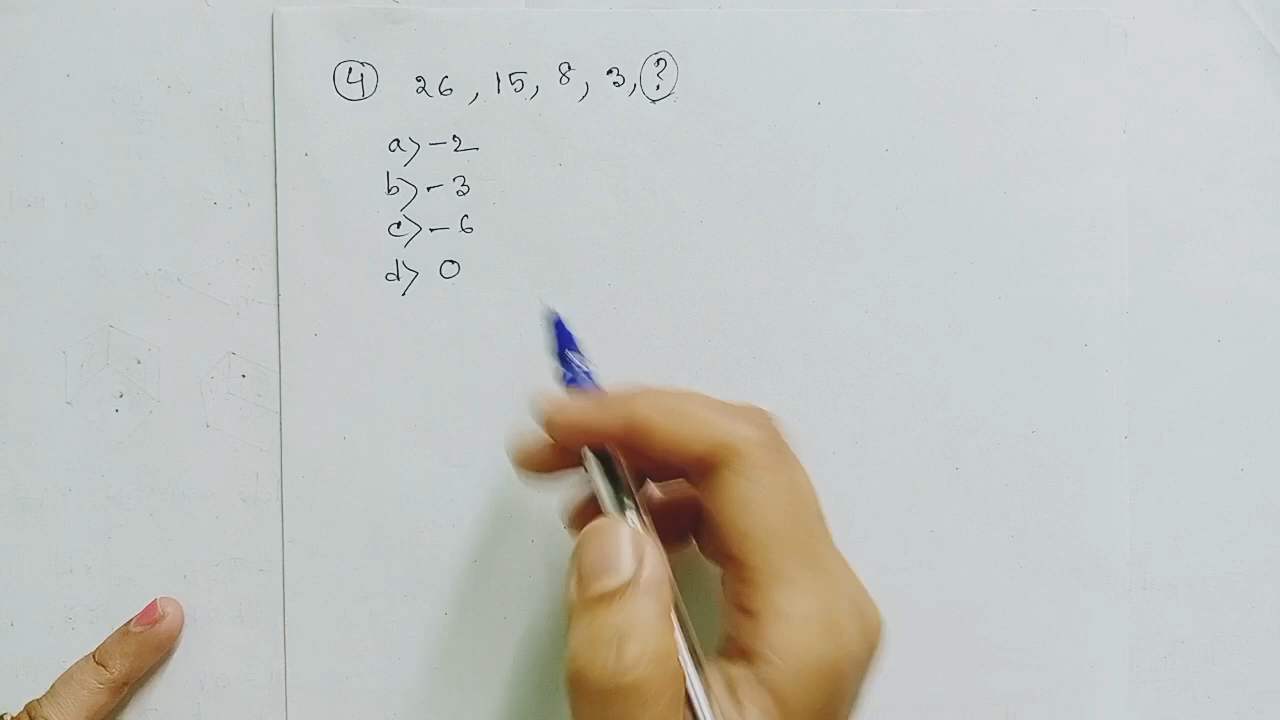 4 26, 15, 8, 3, ?
a> -2
b> -3
c> -6
d> 0